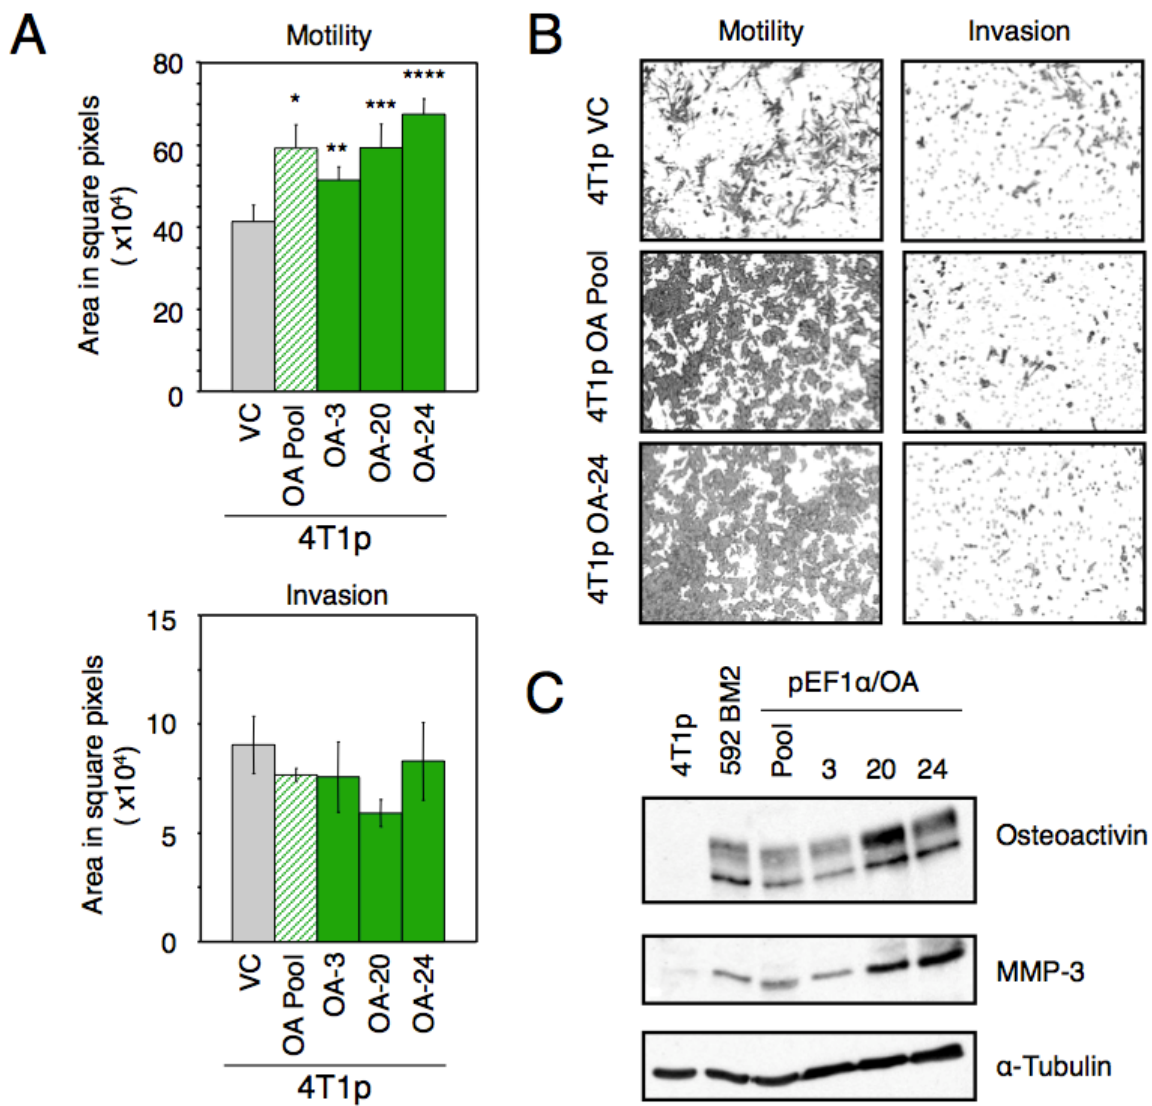 A
Motility
Area in square pixels
( x10⁴)
80
60
40
20
0
*
**
***
****
VC
OA Pool
OA-3
OA-20
OA-24
4T1p
Invasion
Area in square pixels
( x10⁴)
15
10
5
0
VC
OA Pool
OA-3
OA-20
OA-24
4T1p
B
Motility
Invasion
4T1p VC
4T1p OA Pool
4T1p OA-24
C
4T1p
592 BM2
pEF1α/OA
Pool
3
20
24
Osteoactivin
MMP-3
α-Tubulin